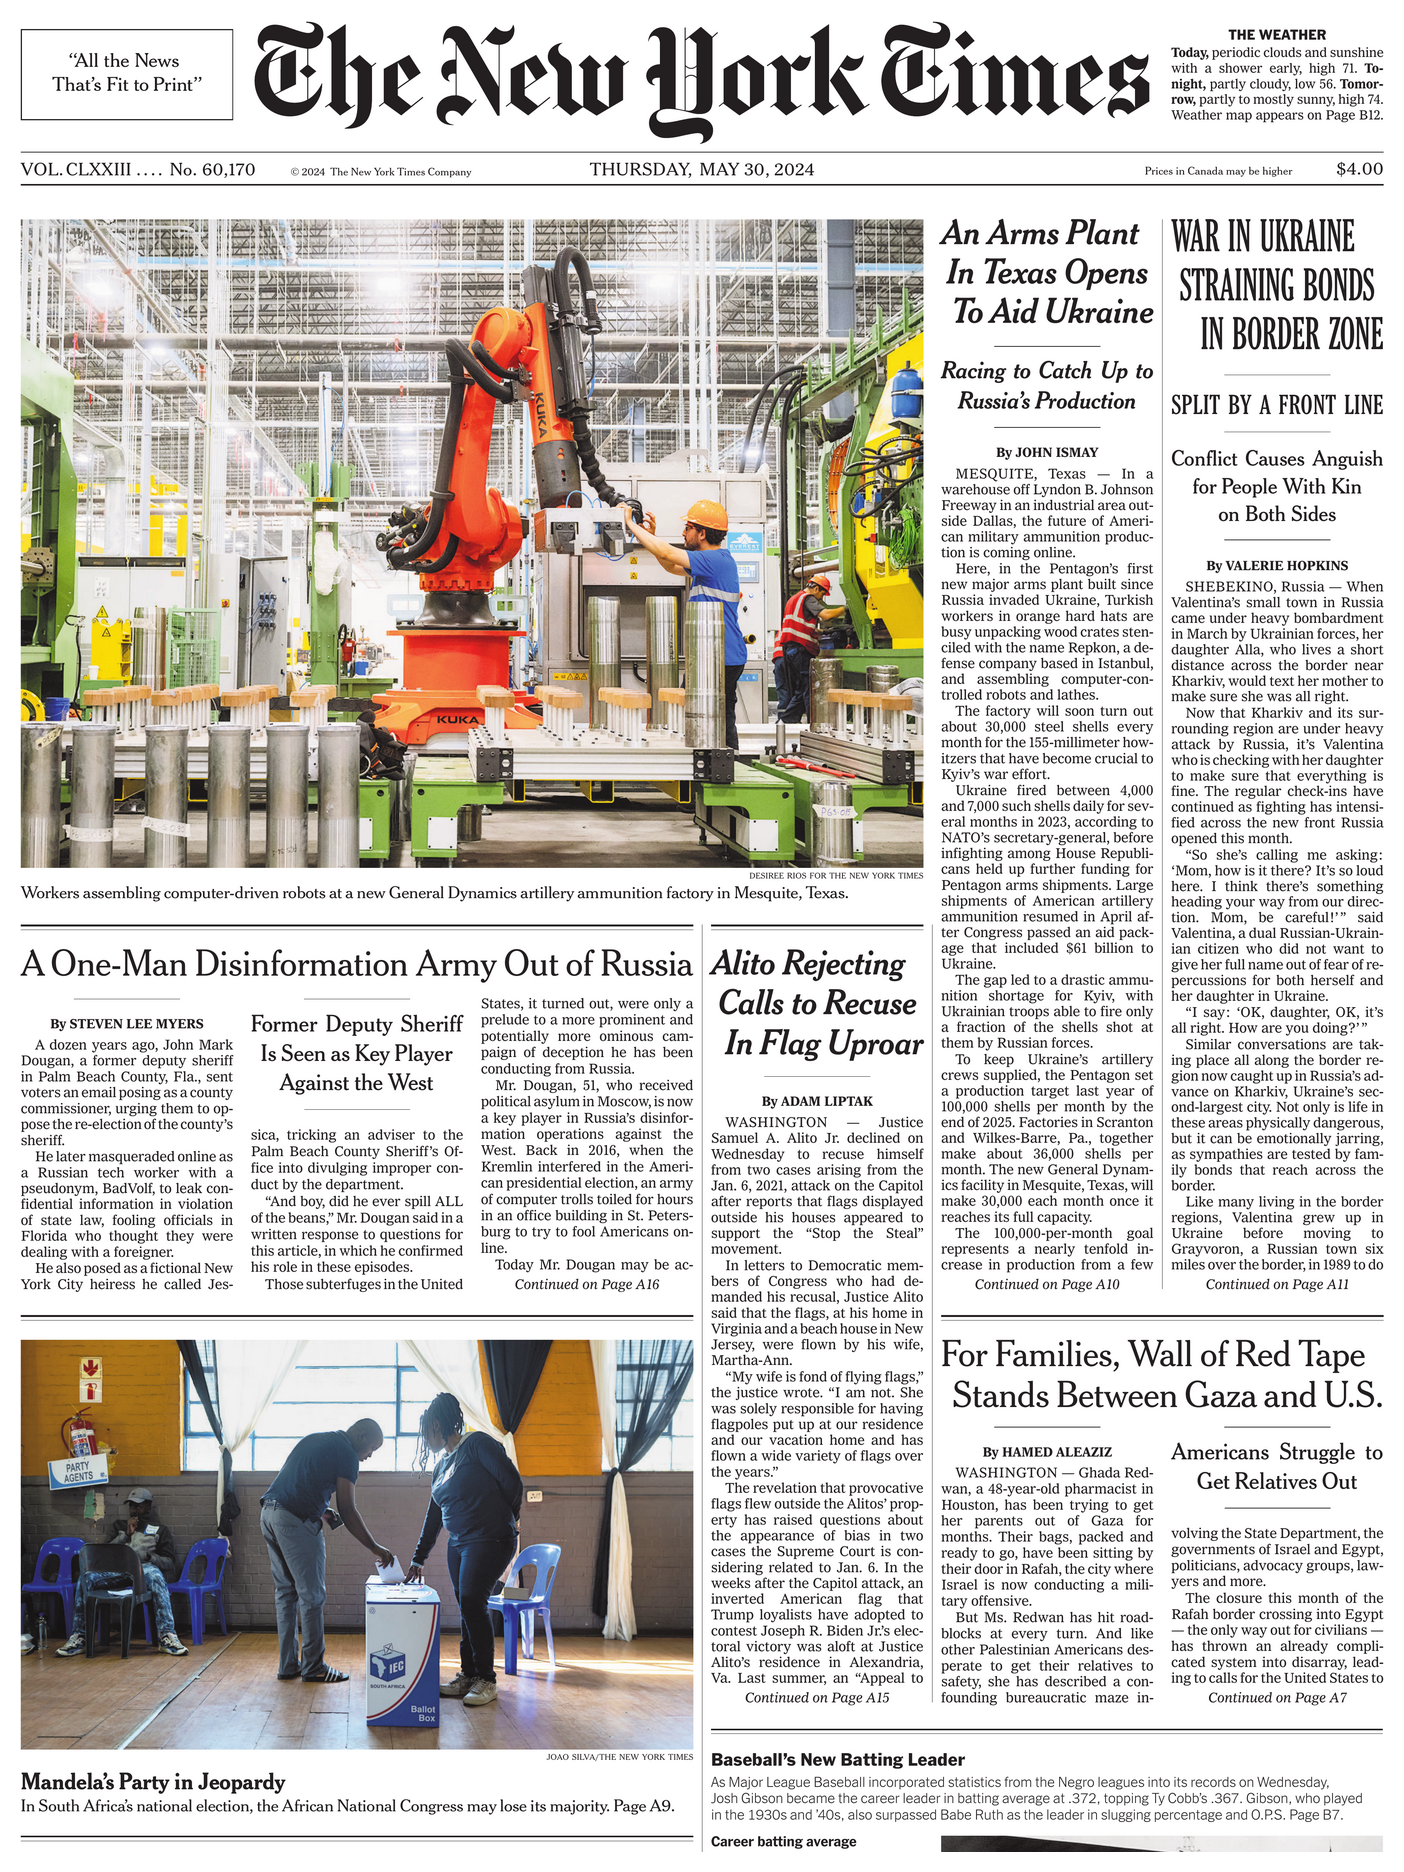 "All the News
That's Fit to Print"
The New York Times
THE WEATHER
Today, periodic clouds and sunshine
with a shower early, high 71. To-
night, partly cloudy, low 56. Tomor-
row, partly to mostly sunny, high 74.
Weather map appears on Page B12.
VOL. CLXXIII .... No. 60,170
© 2024 The New York Times Company
THURSDAY, MAY 30, 2024
Prices in Canada may be higher
$4.00
KUKA
KUKA
EVEREST
DESIREE RIOS FOR THE NEW YORK TIMES
Workers assembling computer-driven robots at a new General Dynamics artillery ammunition factory in Mesquite, Texas.
An Arms Plant
In Texas Opens
To Aid Ukraine
Racing to Catch Up to
Russia's Production
By JOHN ISMAY
MESQUITE, Texas — In a
warehouse off Lyndon B. Johnson
Freeway in an industrial area out-
side Dallas, the future of Ameri-
can military ammunition produc-
tion is coming online.
Here, in the Pentagon's first
new major arms plant built since
Russia invaded Ukraine, Turkish
workers in orange hard hats are
busy unpacking wood crates sten-
ciled with the name Repkon, a de-
fense company based in Istanbul,
and assembling computer-con-
trolled robots and lathes.
The factory will soon turn out
about 30,000 steel shells every
month for the 155-millimeter how-
itzers that have become crucial to
Kyiv's war effort.
Ukraine fired between 4,000
and 7,000 such shells daily for sev-
eral months in 2023, according to
NATO's secretary-general, before
infighting among House Republi-
cans held up further funding for
Pentagon arms shipments. Large
shipments of American artillery
ammunition resumed in April af-
ter Congress passed an aid pack-
age that included $61 billion to
Ukraine.
The gap led to a drastic ammu-
nition shortage for Kyiv, with
Ukrainian troops able to fire only
a fraction of the shells shot at
them by Russian forces.
To keep Ukraine's artillery
crews supplied, the Pentagon set
a production target last year of
100,000 shells per month by the
end of 2025. Factories in Scranton
and Wilkes-Barre, Pa., together
make about 36,000 shells per
month. The new General Dynam-
ics facility in Mesquite, Texas, will
make 30,000 each month once it
reaches its full capacity.
The 100,000-per-month goal
represents a nearly tenfold in-
crease in production from a few
Continued on Page A10
WAR IN UKRAINE
STRAINING BONDS
IN BORDER ZONE
SPLIT BY A FRONT LINE
Conflict Causes Anguish
for People With Kin
on Both Sides
By VALERIE HOPKINS
SHEBEKINO, Russia — When
Valentina's small town in Russia
came under heavy bombardment
in March by Ukrainian forces, her
daughter Alla, who lives a short
distance across the border near
Kharkiv, would text her mother to
make sure she was all right.
Now that Kharkiv and its sur-
rounding region are under heavy
attack by Russia, it's Valentina
who is checking with her daughter
to make sure that everything is
fine. The regular check-ins have
continued as fighting has intensi-
fied across the new front Russia
opened this month.
"So she's calling me asking:
'Mom, how is it there? It's so loud
here. I think there's something
heading your way from our direc-
tion. Mom, be careful!'" said
Valentina, a dual Russian-Ukrain-
ian citizen who did not want to
give her full name out of fear of re-
percussions for both herself and
her daughter in Ukraine.
"I say: 'OK, daughter, OK, it's
all right. How are you doing?'"
Similar conversations are tak-
ing place all along the border re-
gion now caught up in Russia's ad-
vance on Kharkiv, Ukraine's sec-
ond-largest city. Not only is life in
these areas physically dangerous,
but it can be emotionally jarring,
as sympathies are tested by fam-
ily bonds that reach across the
border.
Like many living in the border
regions, Valentina grew up in
Ukraine before moving to
Grayvoron, a Russian town six
miles over the border, in 1989 to do
Continued on Page A11
A One-Man Disinformation Army Out of Russia
By STEVEN LEE MYERS
A dozen years ago, John Mark
Dougan, a former deputy sheriff
in Palm Beach County, Fla., sent
voters an email posing as a county
commissioner, urging them to op-
pose the re-election of the county's
sheriff.
He later masqueraded online as
a Russian tech worker with a
pseudonym, BadVolf, to leak con-
fidential information in violation
of state law, fooling officials in
Florida who thought they were
dealing with a foreigner.
He also posed as a fictional New
York City heiress he called Jes-
Former Deputy Sheriff
Is Seen as Key Player
Against the West
sica, tricking an adviser to the
Palm Beach County Sheriff's Of-
fice into divulging improper con-
duct by the department.
"And boy, did he ever spill ALL
of the beans," Mr. Dougan said in a
written response to questions for
this article, in which he confirmed
his role in these episodes.
Those subterfuges in the United
States, it turned out, were only a
prelude to a more prominent and
potentially more ominous cam-
paign of deception he has been
conducting from Russia.
Mr. Dougan, 51, who received
political asylum in Moscow, is now
a key player in Russia's disinfor-
mation operations against the
West. Back in 2016, when the
Kremlin interfered in the Ameri-
can presidential election, an army
of computer trolls toiled for hours
in an office building in St. Peters-
burg to try to fool Americans on-
line.
Today Mr. Dougan may be ac-
Continued on Page A16
Alito Rejecting
Calls to Recuse
In Flag Uproar
By ADAM LIPTAK
WASHINGTON — Justice
Samuel A. Alito Jr. declined on
Wednesday to recuse himself
from two cases arising from the
Jan. 6, 2021, attack on the Capitol
after reports that flags displayed
outside his houses appeared to
support the "Stop the Steal"
movement.
In letters to Democratic mem-
bers of Congress who had de-
manded his recusal, Justice Alito
said that the flags, at his home in
Virginia and a beach house in New
Jersey, were flown by his wife,
Martha-Ann.
"My wife is fond of flying flags,"
the justice wrote. "I am not. She
was solely responsible for having
flagpoles put up at our residence
and our vacation home and has
flown a wide variety of flags over
the years."
The revelation that provocative
flags flew outside the Alitos' prop-
erty has raised questions about
the appearance of bias in two
cases the Supreme Court is con-
sidering related to Jan. 6. In the
weeks after the Capitol attack, an
inverted American flag that
Trump loyalists have adopted to
contest Joseph R. Biden Jr.'s elec-
toral victory was aloft at Justice
Alito's residence in Alexandria,
Va. Last summer, an "Appeal to
Continued on Page A15
For Families, Wall of Red Tape
Stands Between Gaza and U.S.
By HAMED ALEAZIZ
WASHINGTON — Ghada Red-
wan, a 48-year-old pharmacist in
Houston, has been trying to get
her parents out of Gaza for
months. Their bags, packed and
ready to go, have been sitting by
their door in Rafah, the city where
Israel is now conducting a mili-
tary offensive.
But Ms. Redwan has hit road-
blocks at every turn. And like
other Palestinian Americans des-
perate to get their relatives to
safety, she has described a con-
founding bureaucratic maze in-
Americans Struggle to
Get Relatives Out
volving the State Department, the
governments of Israel and Egypt,
politicians, advocacy groups, law-
yers and more.
The closure this month of the
Rafah border crossing into Egypt
— the only way out for civilians —
has thrown an already compli-
cated system into disarray, lead-
ing to calls for the United States to
Continued on Page A7
PARTY
AGENTS
IEC
SOUTH AFRICA
Ballot
Box
JOAO SILVA/THE NEW YORK TIMES
Mandela's Party in Jeopardy
In South Africa's national election, the African National Congress may lose its majority. Page A9.
Baseball's New Batting Leader
As Major League Baseball incorporated statistics from the Negro leagues into its records on Wednesday,
Josh Gibson became the career leader in batting average at .372, topping Ty Cobb's .367. Gibson, who played
in the 1930s and '40s, also surpassed Babe Ruth as the leader in slugging percentage and O.P.S. Page B7.
Career batting average